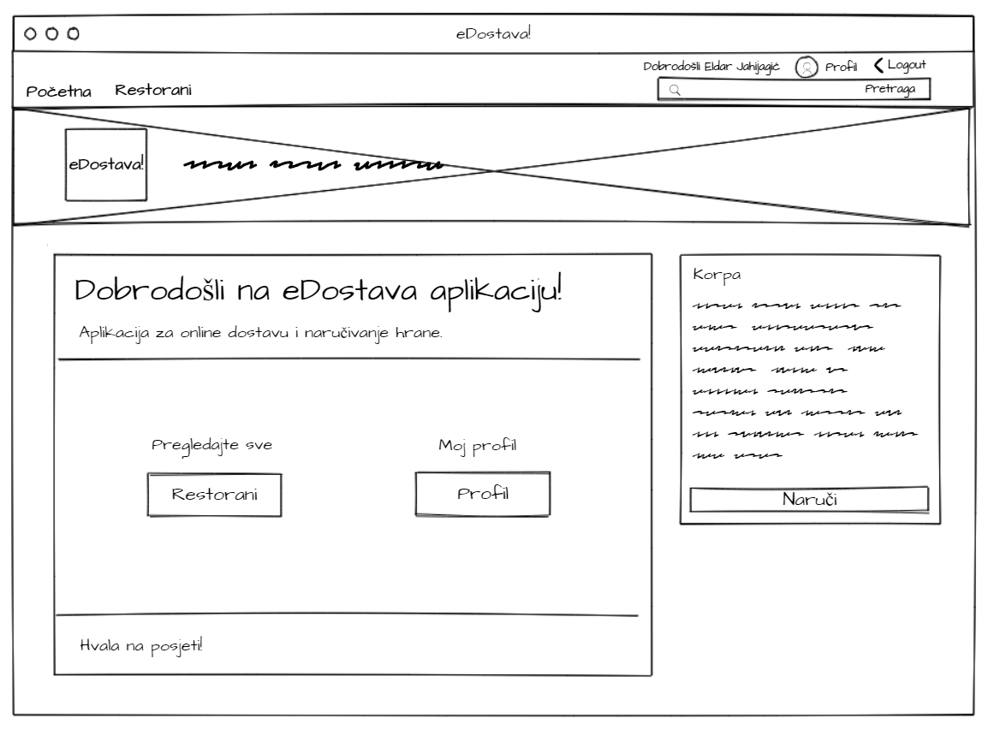 eDostava!
Dobrodošli Eldar Jahijagić Profil Logout
Početna Restorani
Pretraga
eDostava!
Dobrodošli na eDostava aplikaciju!
Aplikacija za online dostavu i naručivanje hrane.
Pregledajte sve
Restorani
Moj profil
Profil
Hvala na posjeti!
Korpa
Naruči